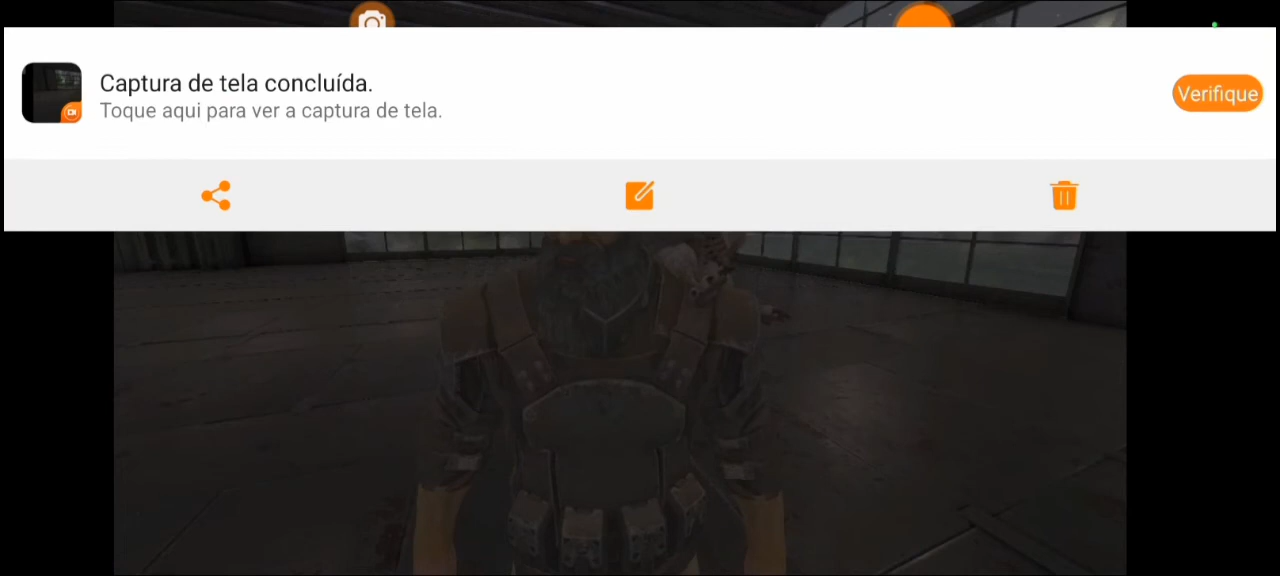 Captura de tela concluída.
Toque aqui para ver a captura de tela.
Verifique